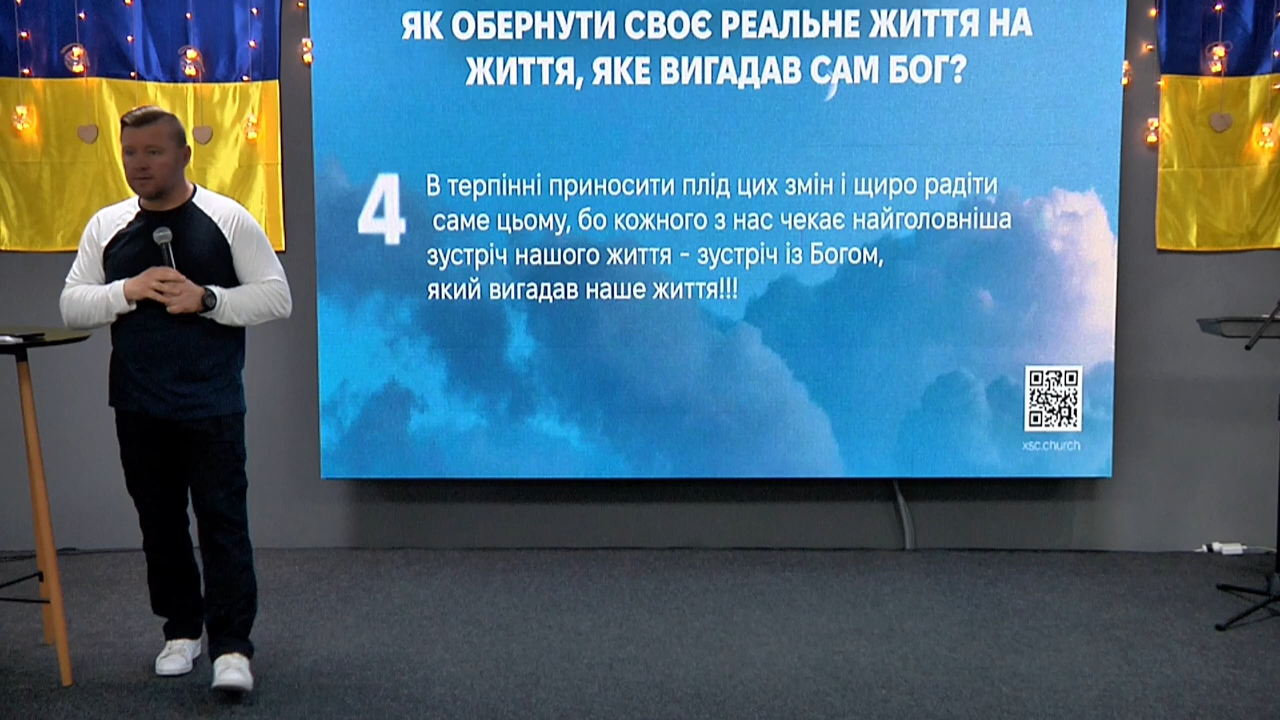 ЯК ОБЕРНУТИ СВОЄ РЕАЛЬНЕ ЖИТТЯ НА
ЖИТТЯ, ЯКЕ ВИГАДАВ САМ БОГ?
4
В терпінні приносити плід цих змін і щиро радіти
саме цьому, бо кожного з нас чекає найголовніша
зустріч нашого життя - зустріч із Богом,
який вигадав наше життя!!!
xsc.church